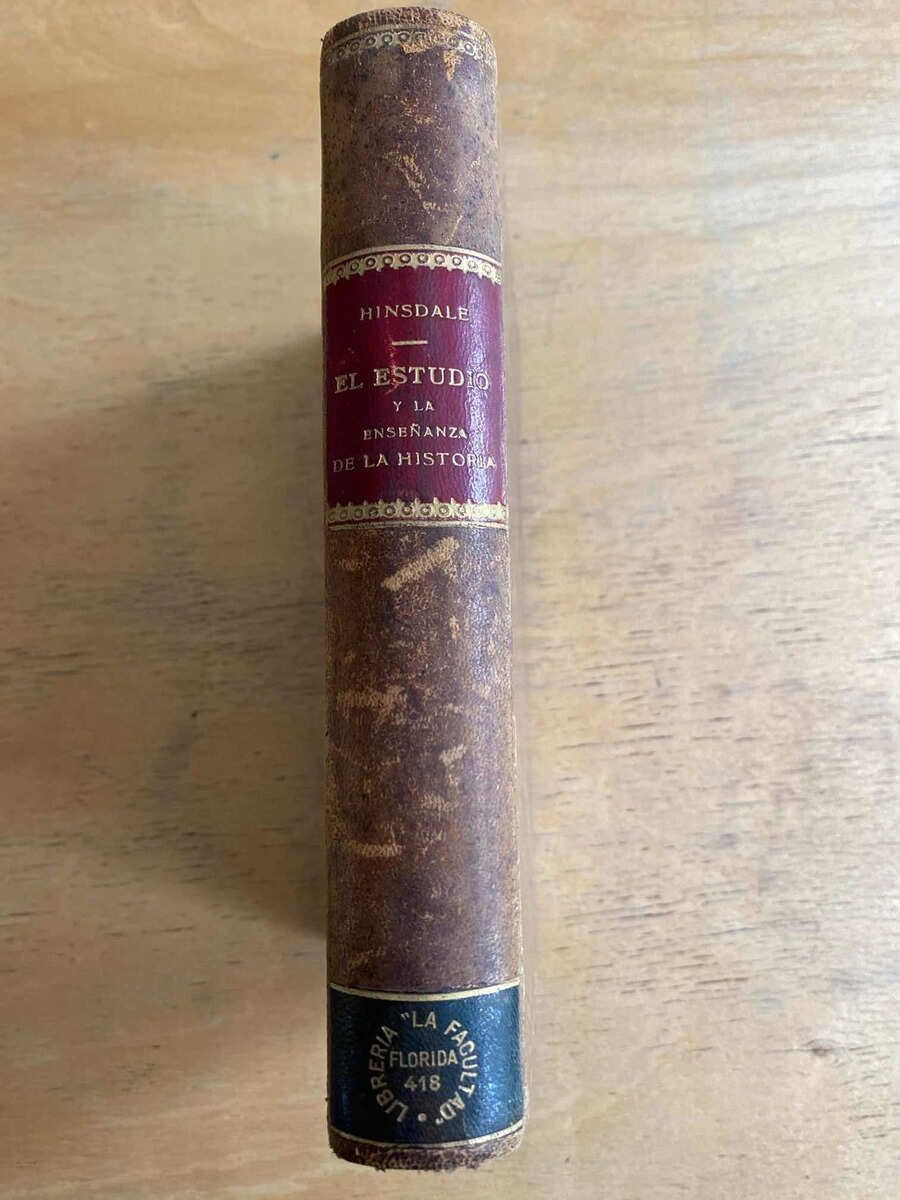 HINSDALE
EL ESTUDIO
Y LA
ENSEÑANZA
DE LA HISTORIA
LIBRERIA "LA FACULTAD"
FLORIDA
418